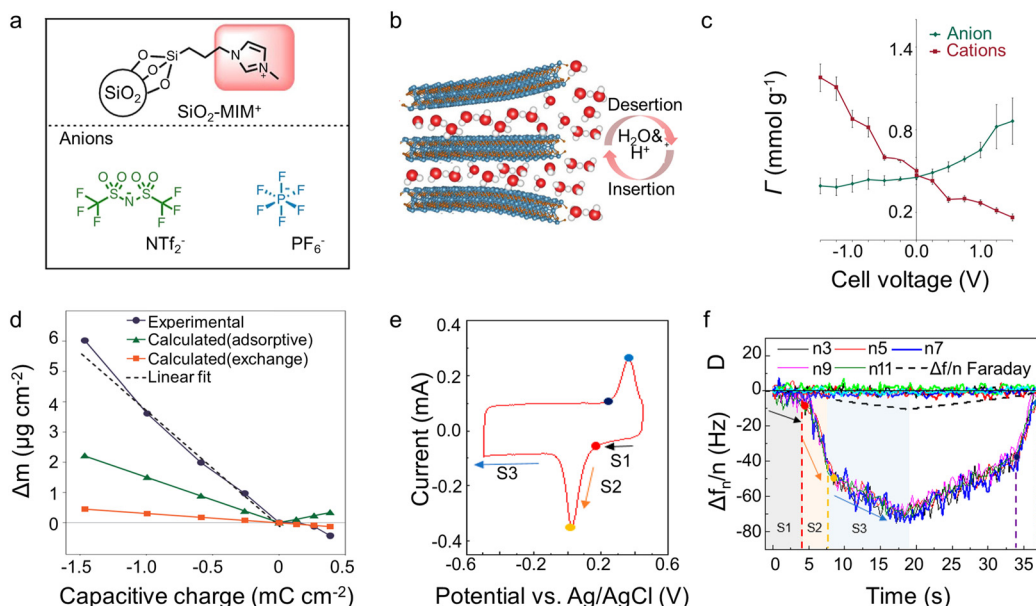 a
SiO2
O
O
O
Si
N
N
+
SiO2-MIM+
Anions
O O O O
S S
N
-
F F F F F F
NTf2-
F F F
P-
F F F
PF6-
b
Desertion
H2O&
H+
+
Insertion
c
Anion
Cations
Γ (mmol g-1)
1.4
0.8
0.2
-1.0 0.0 1.0
Cell voltage (V)
d
Experimental
Calculated(adsorptive)
Calculated(exchange)
Linear fit
Δm (μg cm-2)
6
5
4
3
2
1
0
-1.5 -1.0 -0.5 0.0 0.5
Capacitive charge (mC cm-2)
e
Current (mA)
0.4
0.2
0.0
-0.2
-0.4
S1
S2
S3
-0.6 -0.3 0.0 0.3 0.6
Potential vs. Ag/AgCl (V)
f
n3 n5 n7
n9 n11 Δf/n Faraday
D
Δfn/n (Hz)
20
0
-20
-40
-60
-80
S1 S2 S3
0 5 10 15 20 25 30 35
Time (s)